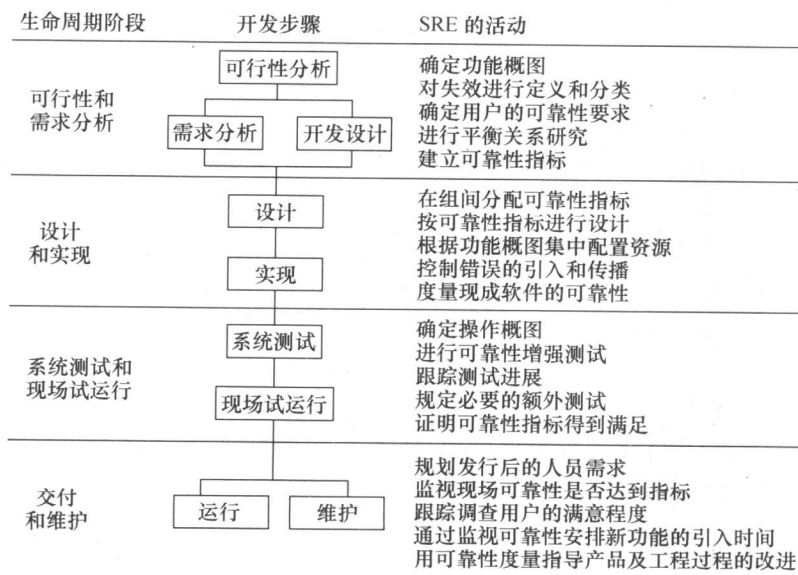 生命周期阶段 开发步骤 SRE 的活动
可行性和
需求分析
可行性分析
需求分析 开发设计
确定功能概图
对失效进行定义和分类
确定用户的可靠性要求
进行平衡关系研究
建立可靠性指标
设计
和实现
设计
实现
在组间分配可靠性指标
按可靠性指标进行设计
根据功能概图集中配置资源
控制错误的引入和传播
度量现成软件的可靠性
系统测试和
现场试运行
系统测试
现场试运行
确定操作概图
进行可靠性增强测试
跟踪测试进展
规定必要的额外测试
证明可靠性指标得到满足
交付
和维护
运行 维护
规划发行后的人员需求
监视现场可靠性是否达到指标
跟踪调查用户的满意程度
通过监视可靠性安排新功能的引入时间
用可靠性度量指导产品及工程过程的改进